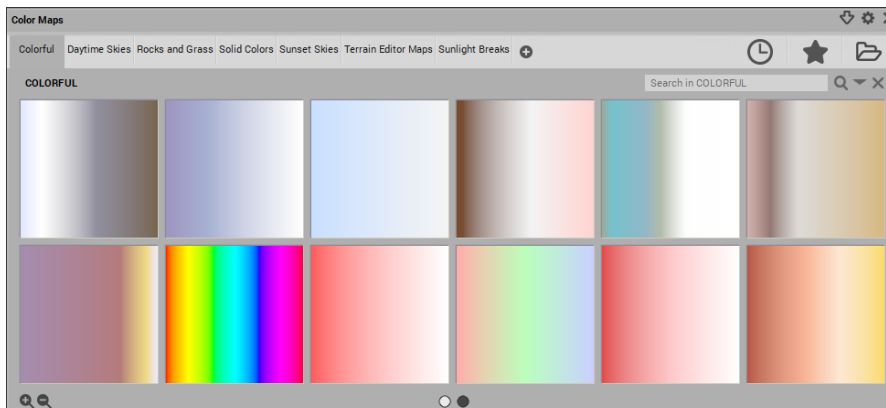 Color Maps
Colorful Daytime Skies Rocks and Grass Solid Colors Sunset Skies Terrain Editor Maps Sunlight Breaks
COLORFUL Search in COLORFUL